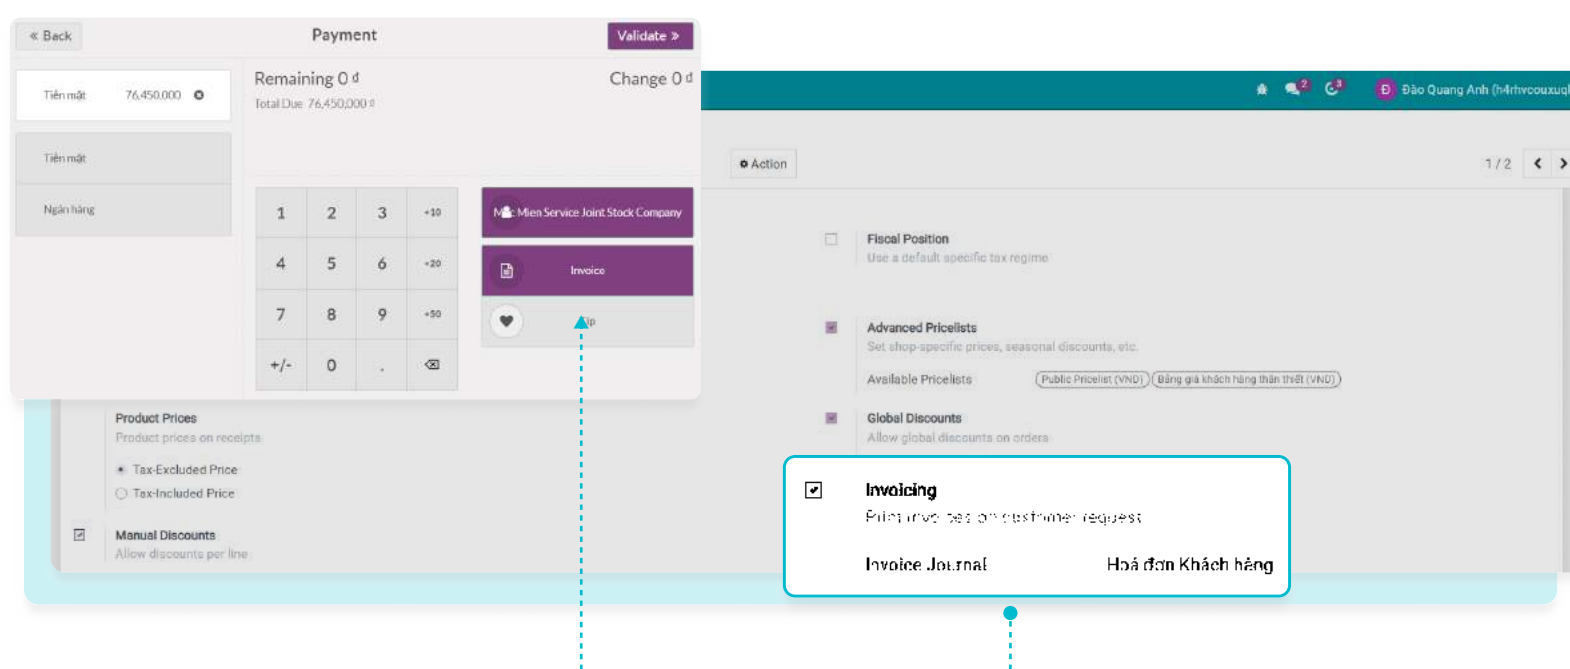 « Back
Payment
Validate »
Tiền mặt 76,450,000
Remaining 0 đ
Change 0 đ
Total Due 76,450,000 đ
Tiền mặt
Ngân hàng
1 2 3 +10
4 5 6 +20
7 8 9 +50
+/- 0 .
Mien Service Joint Stock Company
Invoice
2 3 Đ Đào Quang Anh
Action
1 / 2
Fiscal Position
Use a default specific tax regime
Advanced Pricelists
Set shop-specific prices, seasonal discounts, etc.
Available Pricelists Public Pricelist (VND) Bảng giá khách hàng thân thiết (VND)
Product Prices
Product prices on receipts
Tax-Excluded Price
Tax-Included Price
Manual Discounts
Allow discounts per line
Global Discounts
Allow global discounts on orders
Invoicing
Print invoices on customer request
Invoice Journal Hoá đơn Khách hàng